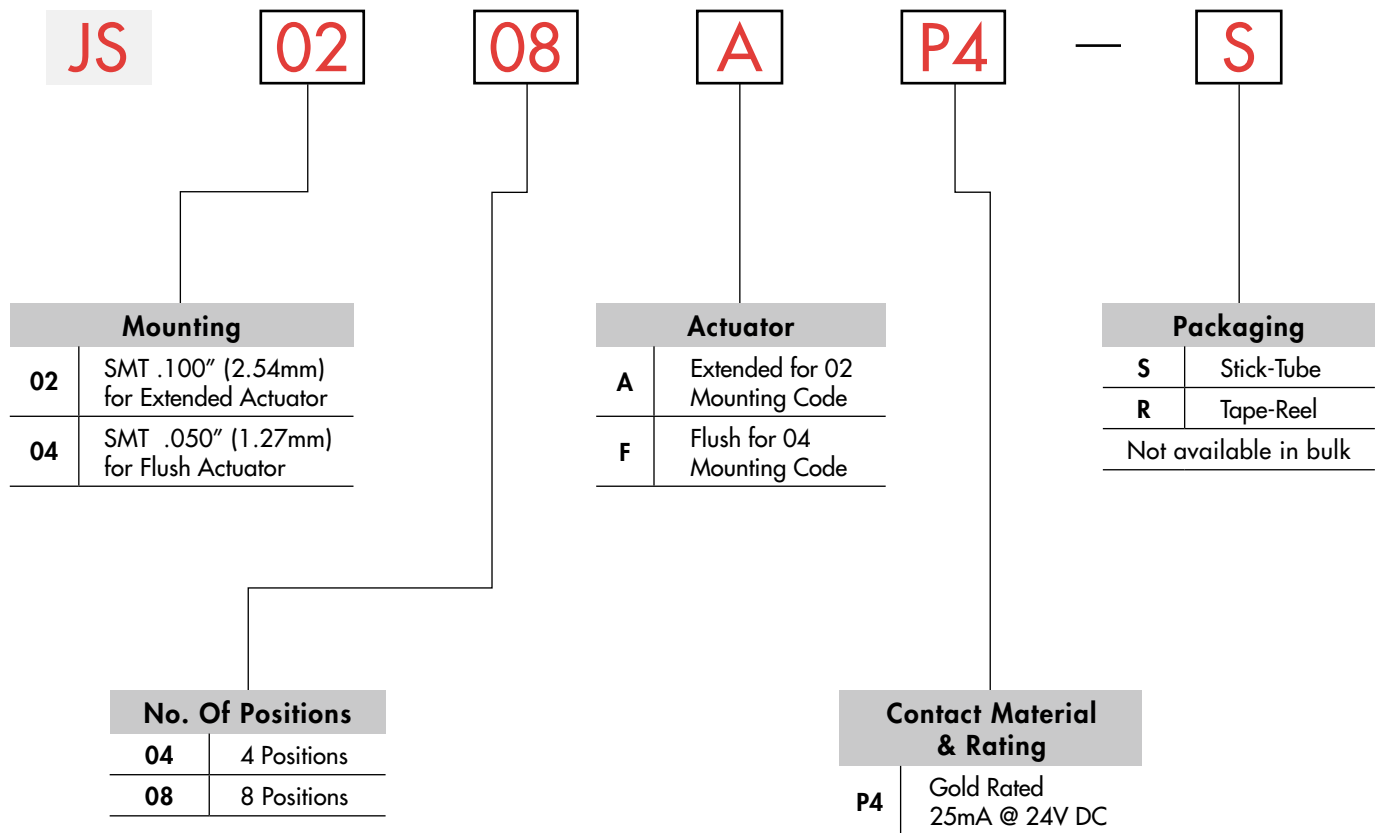 JS 02 08 A P4 — S
Mounting
02 SMT .100” (2.54mm)
for Extended Actuator
04 SMT .050” (1.27mm)
for Flush Actuator
Actuator
A Extended for 02
Mounting Code
F Flush for 04
Mounting Code
Packaging
S Stick-Tube
R Tape-Reel
Not available in bulk
No. Of Positions
04 4 Positions
08 8 Positions
Contact Material
& Rating
P4 Gold Rated
25mA @ 24V DC